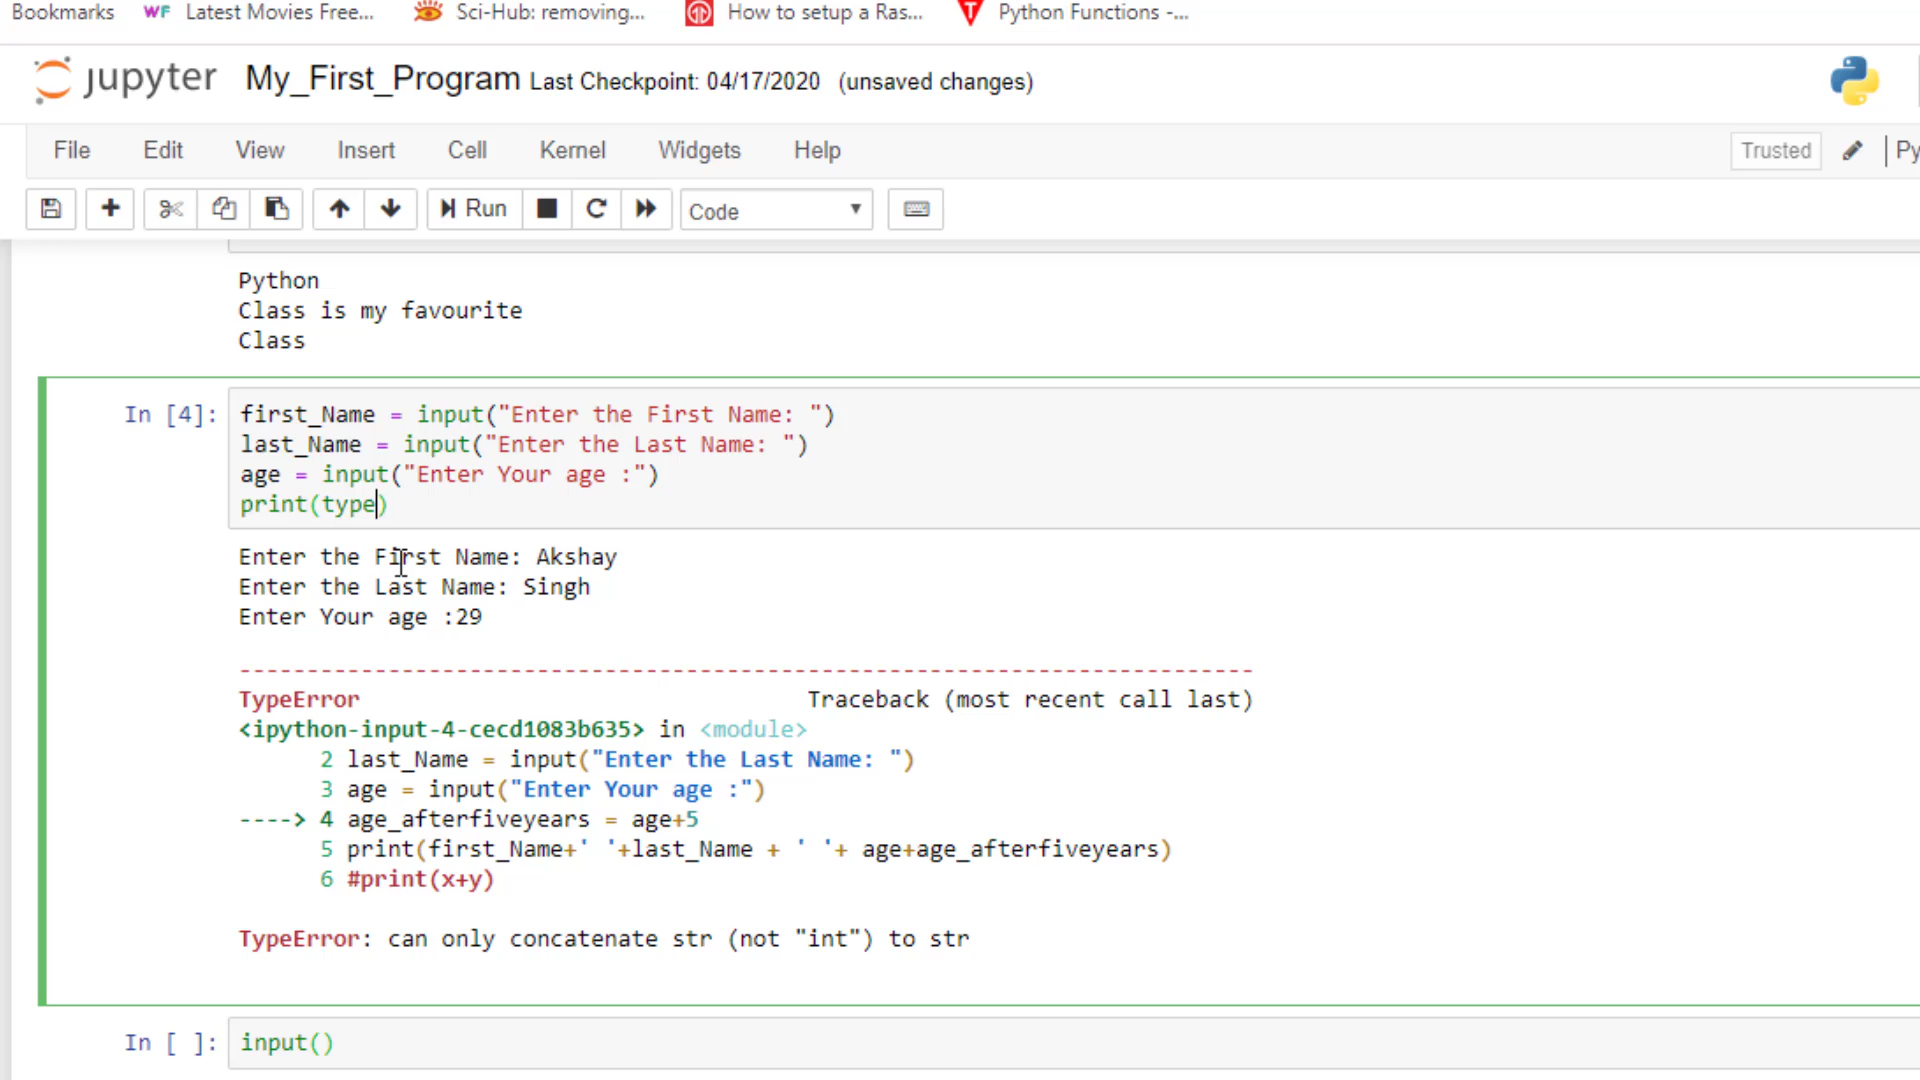 Bookmarks WF Latest Movies Free... Sci-Hub: removing... How to setup a Ras... T Python Functions -...
jupyter My_First_Program Last Checkpoint: 04/17/2020 (unsaved changes)
File Edit View Insert Cell Kernel Widgets Help Trusted Py
Run Code
Python
Class is my favourite
Class
In [4]: first_Name = input("Enter the First Name: ")
last_Name = input("Enter the Last Name: ")
age = input("Enter Your age :")
print(type)
Enter the First Name: Akshay
Enter the Last Name: Singh
Enter Your age :29
---------------------------------------------------------------------------
TypeError Traceback (most recent call last)
<ipython-input-4-cecd1083b635> in <module>
2 last_Name = input("Enter the Last Name: ")
3 age = input("Enter Your age :")
----> 4 age_afterfiveyears = age+5
5 print(first_Name+' '+last_Name + ' '+ age+age_afterfiveyears)
6 #print(x+y)
TypeError: can only concatenate str (not "int") to str
In [ ]: input()